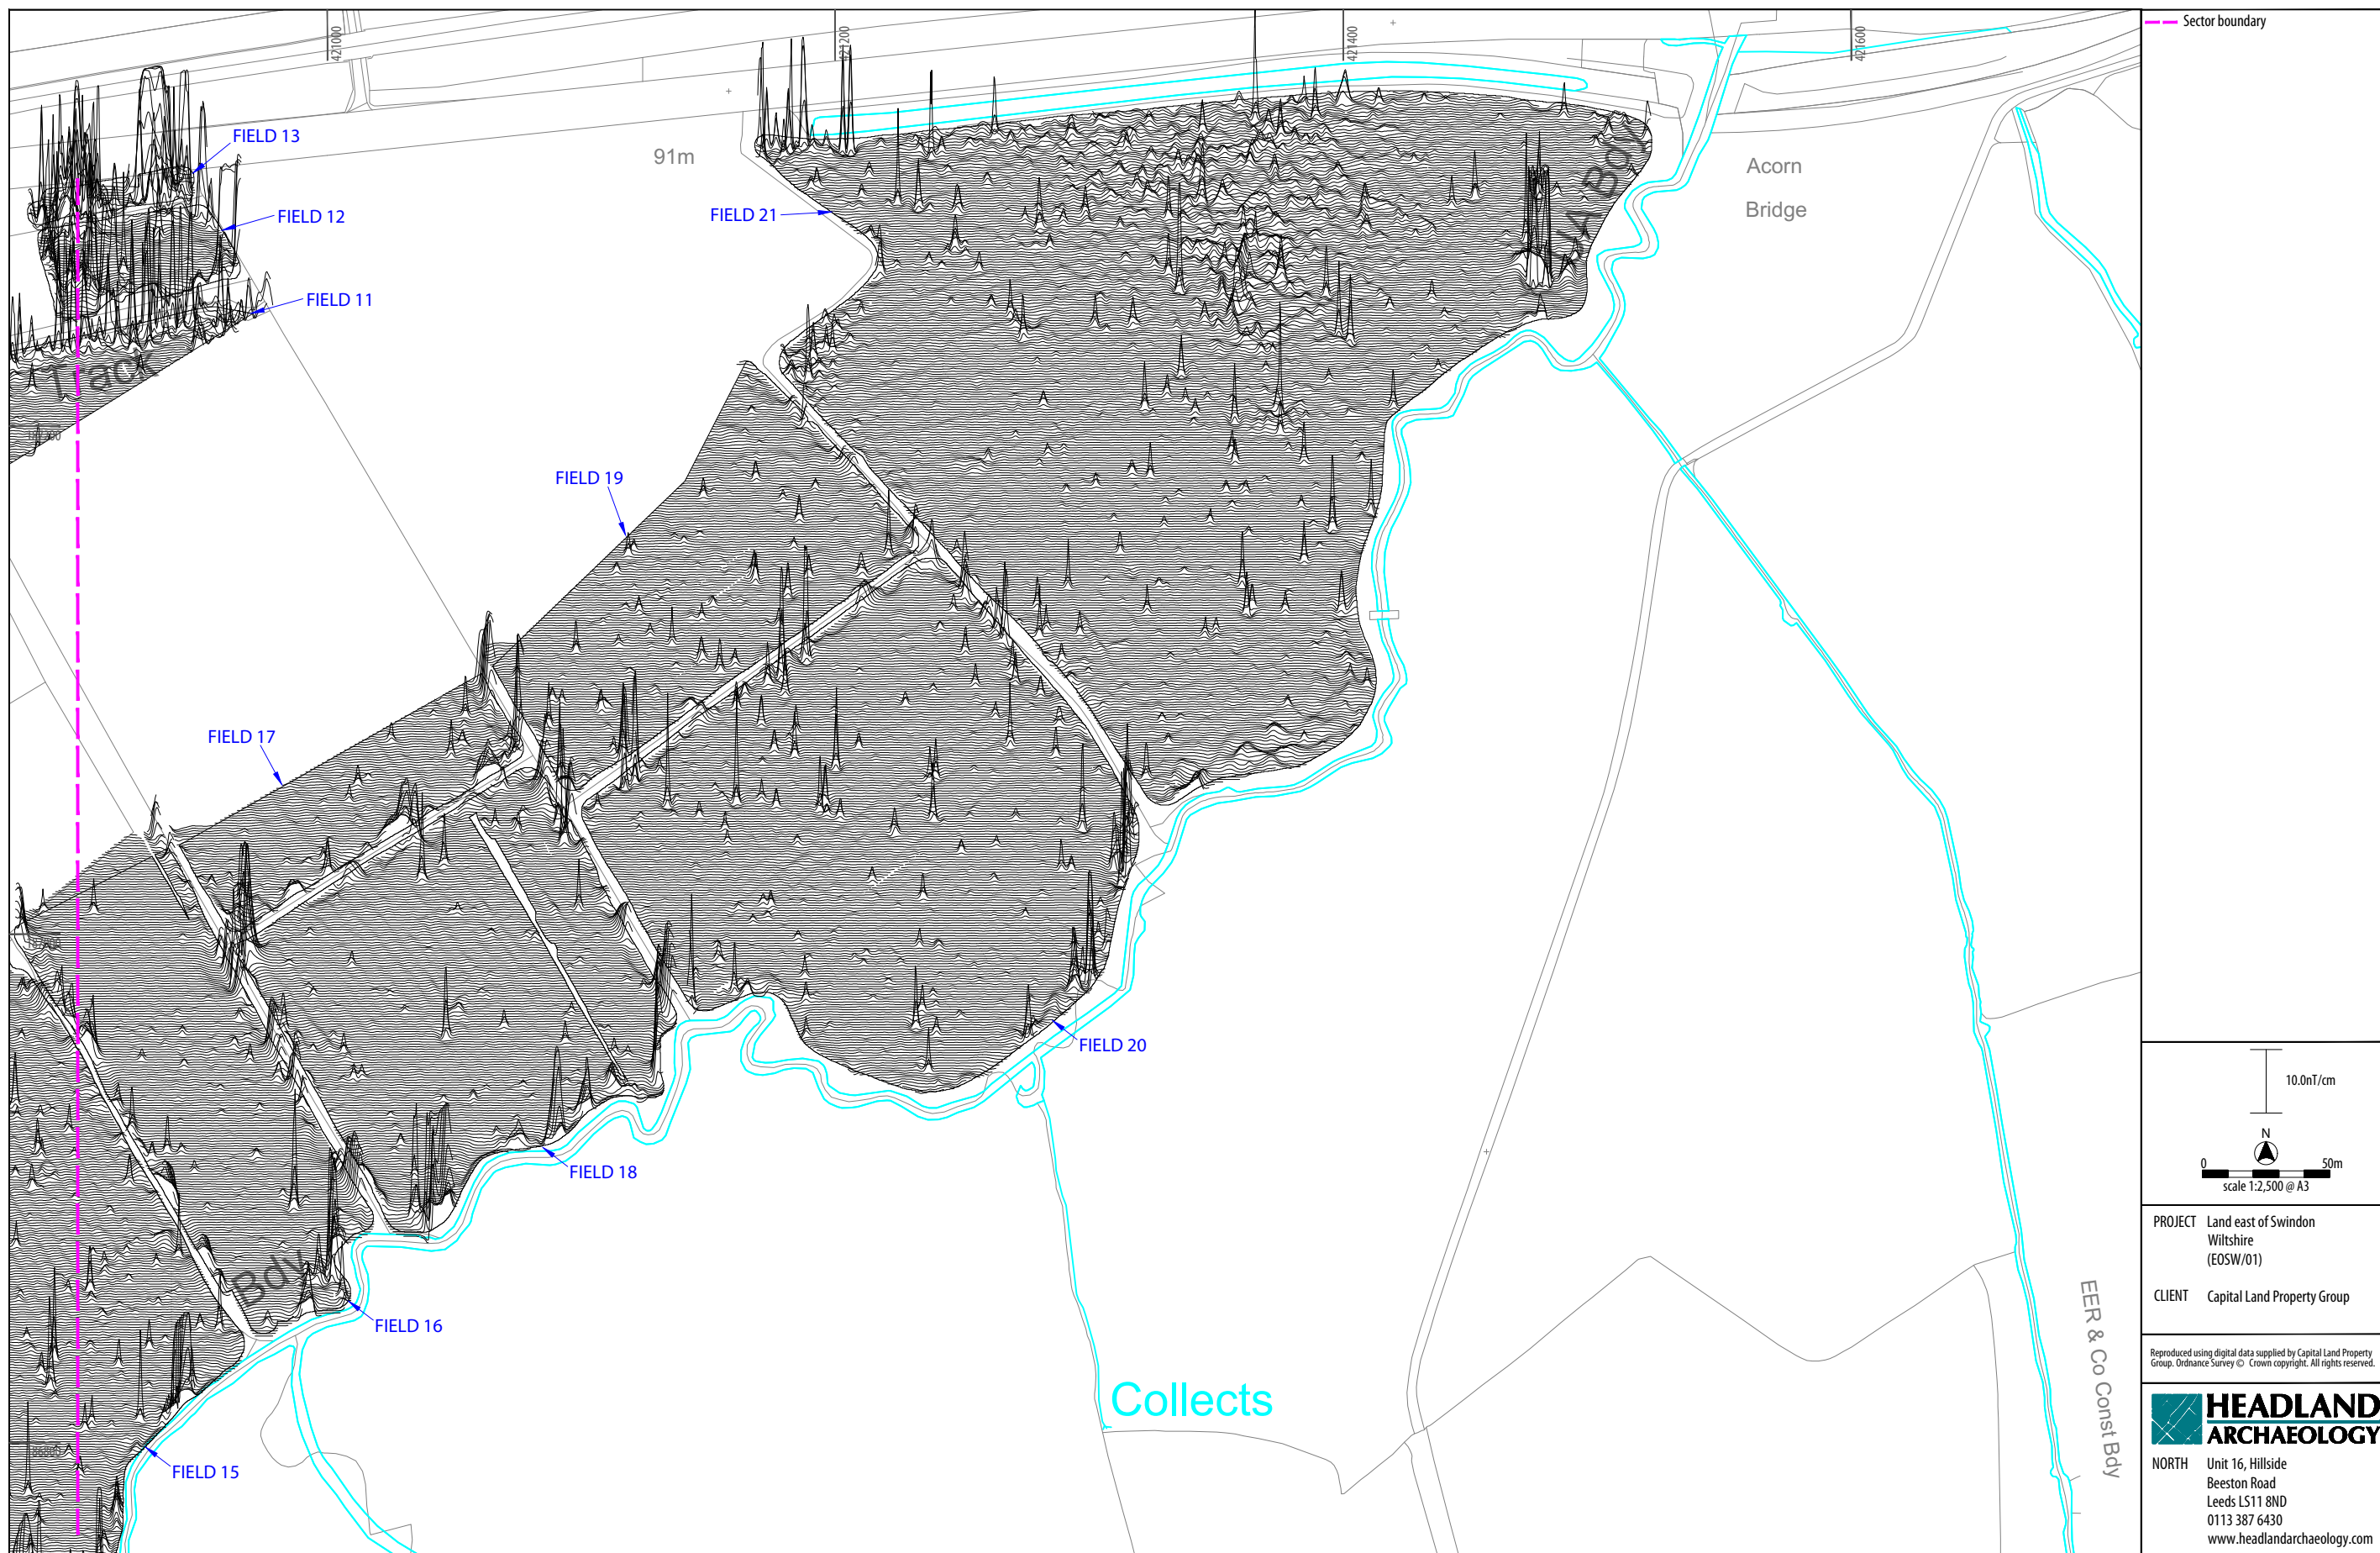 Sector boundary
421000
421200
421400
421600
FIELD 13
91m
Acorn
Bridge
FIELD 12
FIELD 21
UA Bdy
FIELD 11
Track
FIELD 19
FIELD 17
FIELD 20
FIELD 18
Bdy
FIELD 16
FIELD 15
Collects
EER & Co Const Bdy
10.0nT/cm
N
0 50m
scale 1:2,500 @ A3
PROJECT Land east of Swindon
Wiltshire
(EOSW/01)
CLIENT Capital Land Property Group
Reproduced using digital data supplied by Capital Land Property
Group. Ordnance Survey © Crown copyright. All rights reserved.
HEADLAND
ARCHAEOLOGY
NORTH Unit 16, Hillside
Beeston Road
Leeds LS11 8ND
0113 387 6430
www.headlandarchaeology.com